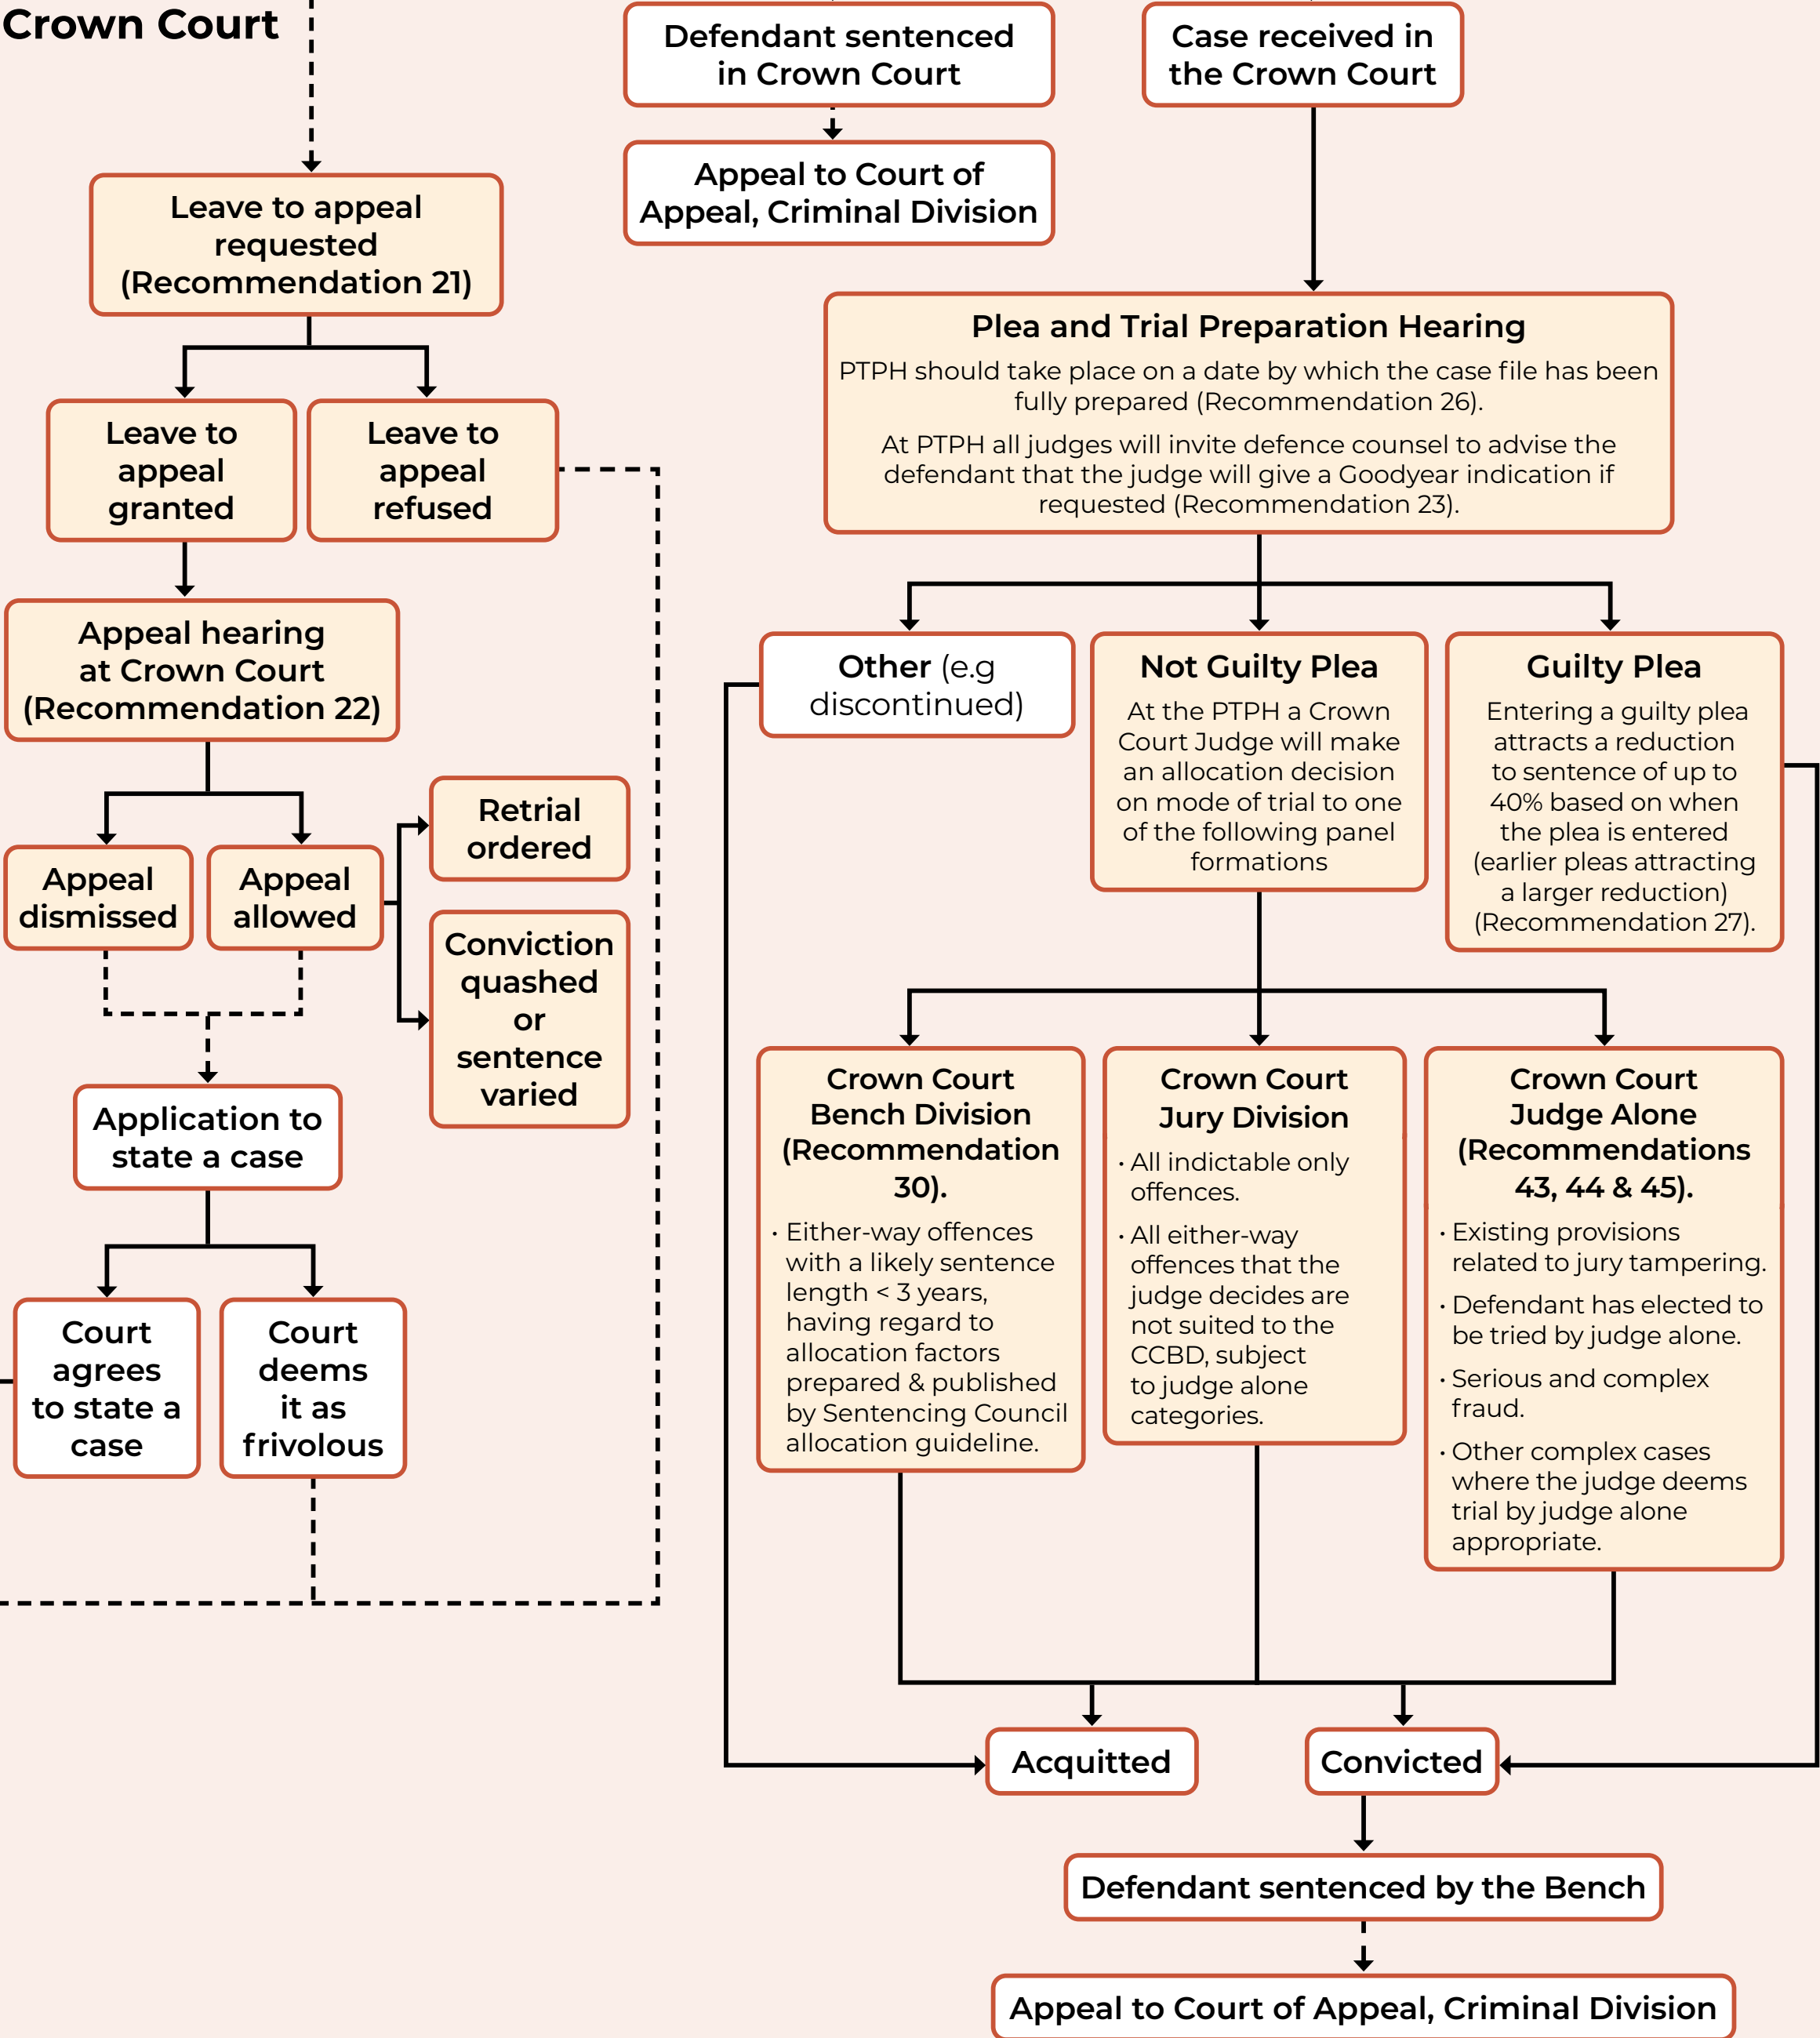 Crown Court
Defendant sentenced
in Crown Court
Appeal to Court of
Appeal, Criminal Division
Case received in
the Crown Court
Leave to appeal
requested
(Recommendation 21)
Leave to
appeal
granted
Leave to
appeal
refused
Appeal hearing
at Crown Court
(Recommendation 22)
Appeal
dismissed
Appeal
allowed
Retrial
ordered
Conviction
quashed
or
sentence
varied
Application to
state a case
Court
agrees
to state a
case
Court
deems
it as
frivolous
Plea and Trial Preparation Hearing
PTPH should take place on a date by which the case file has been
fully prepared (Recommendation 26).
At PTPH all judges will invite defence counsel to advise the
defendant that the judge will give a Goodyear indication if
requested (Recommendation 23).
Other (e.g
discontinued)
Not Guilty Plea
At the PTPH a Crown
Court Judge will make
an allocation decision
on mode of trial to one
of the following panel
formations
Guilty Plea
Entering a guilty plea
attracts a reduction
to sentence of up to
40% based on when
the plea is entered
(earlier pleas attracting
a larger reduction)
(Recommendation 27).
Crown Court
Bench Division
(Recommendation
30).
• Either-way offences
with a likely sentence
length < 3 years,
having regard to
allocation factors
prepared & published
by Sentencing Council
allocation guideline.
Crown Court
Jury Division
• All indictable only
offences.
• All either-way
offences that the
judge decides are
not suited to the
CCBD, subject
to judge alone
categories.
Crown Court
Judge Alone
(Recommendations
43, 44 & 45).
• Existing provisions
related to jury tampering.
• Defendant has elected to
be tried by judge alone.
• Serious and complex
fraud.
• Other complex cases
where the judge deems
trial by judge alone
appropriate.
Acquitted
Convicted
Defendant sentenced by the Bench
Appeal to Court of Appeal, Criminal Division